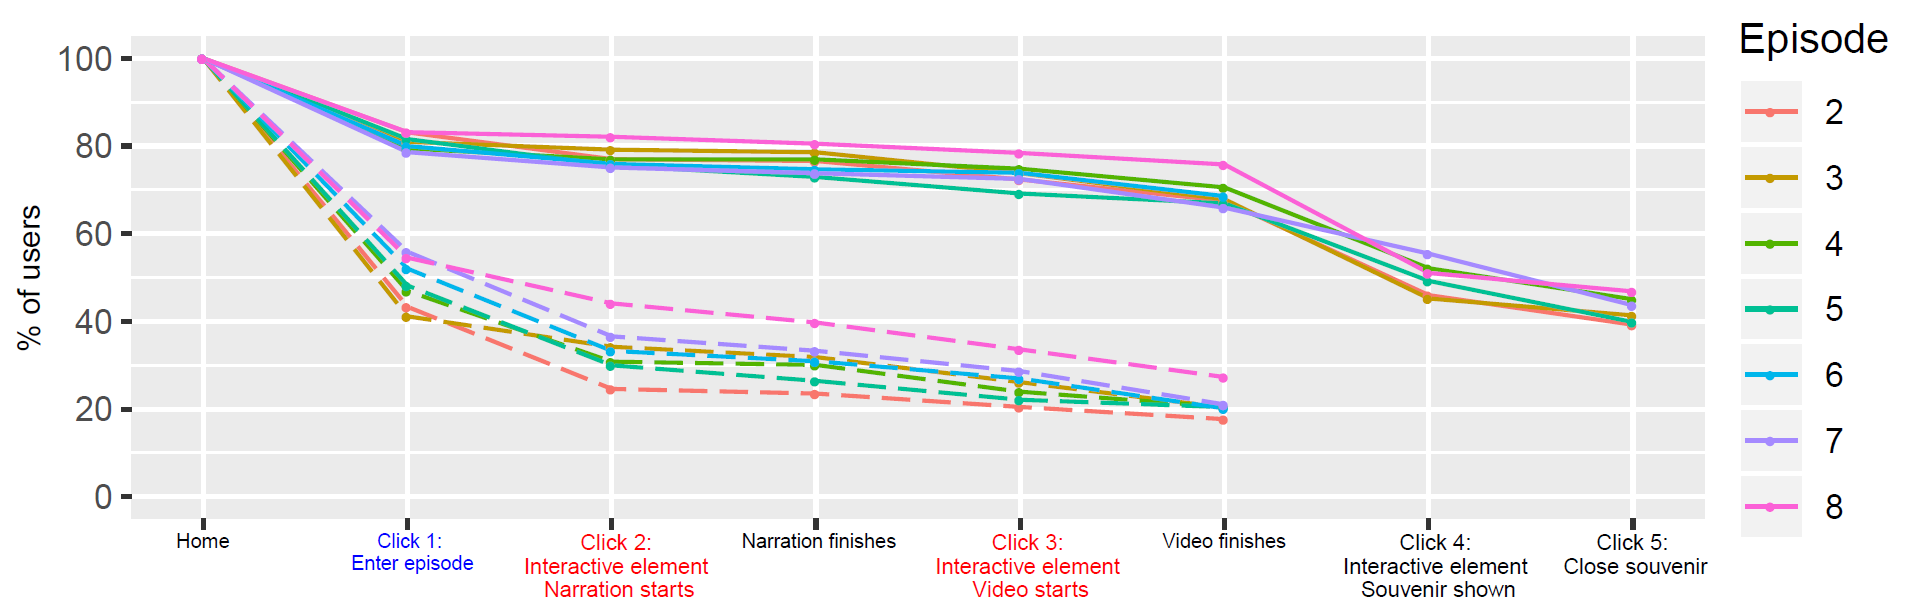 Episode
100
80
60
40
20
0
% of users
2
3
4
5
6
7
8
Home
Click 1:
Enter episode
Click 2:
Interactive element
Narration starts
Narration finishes
Click 3:
Interactive element
Video starts
Video finishes
Click 4:
Interactive element
Souvenir shown
Click 5:
Close souvenir